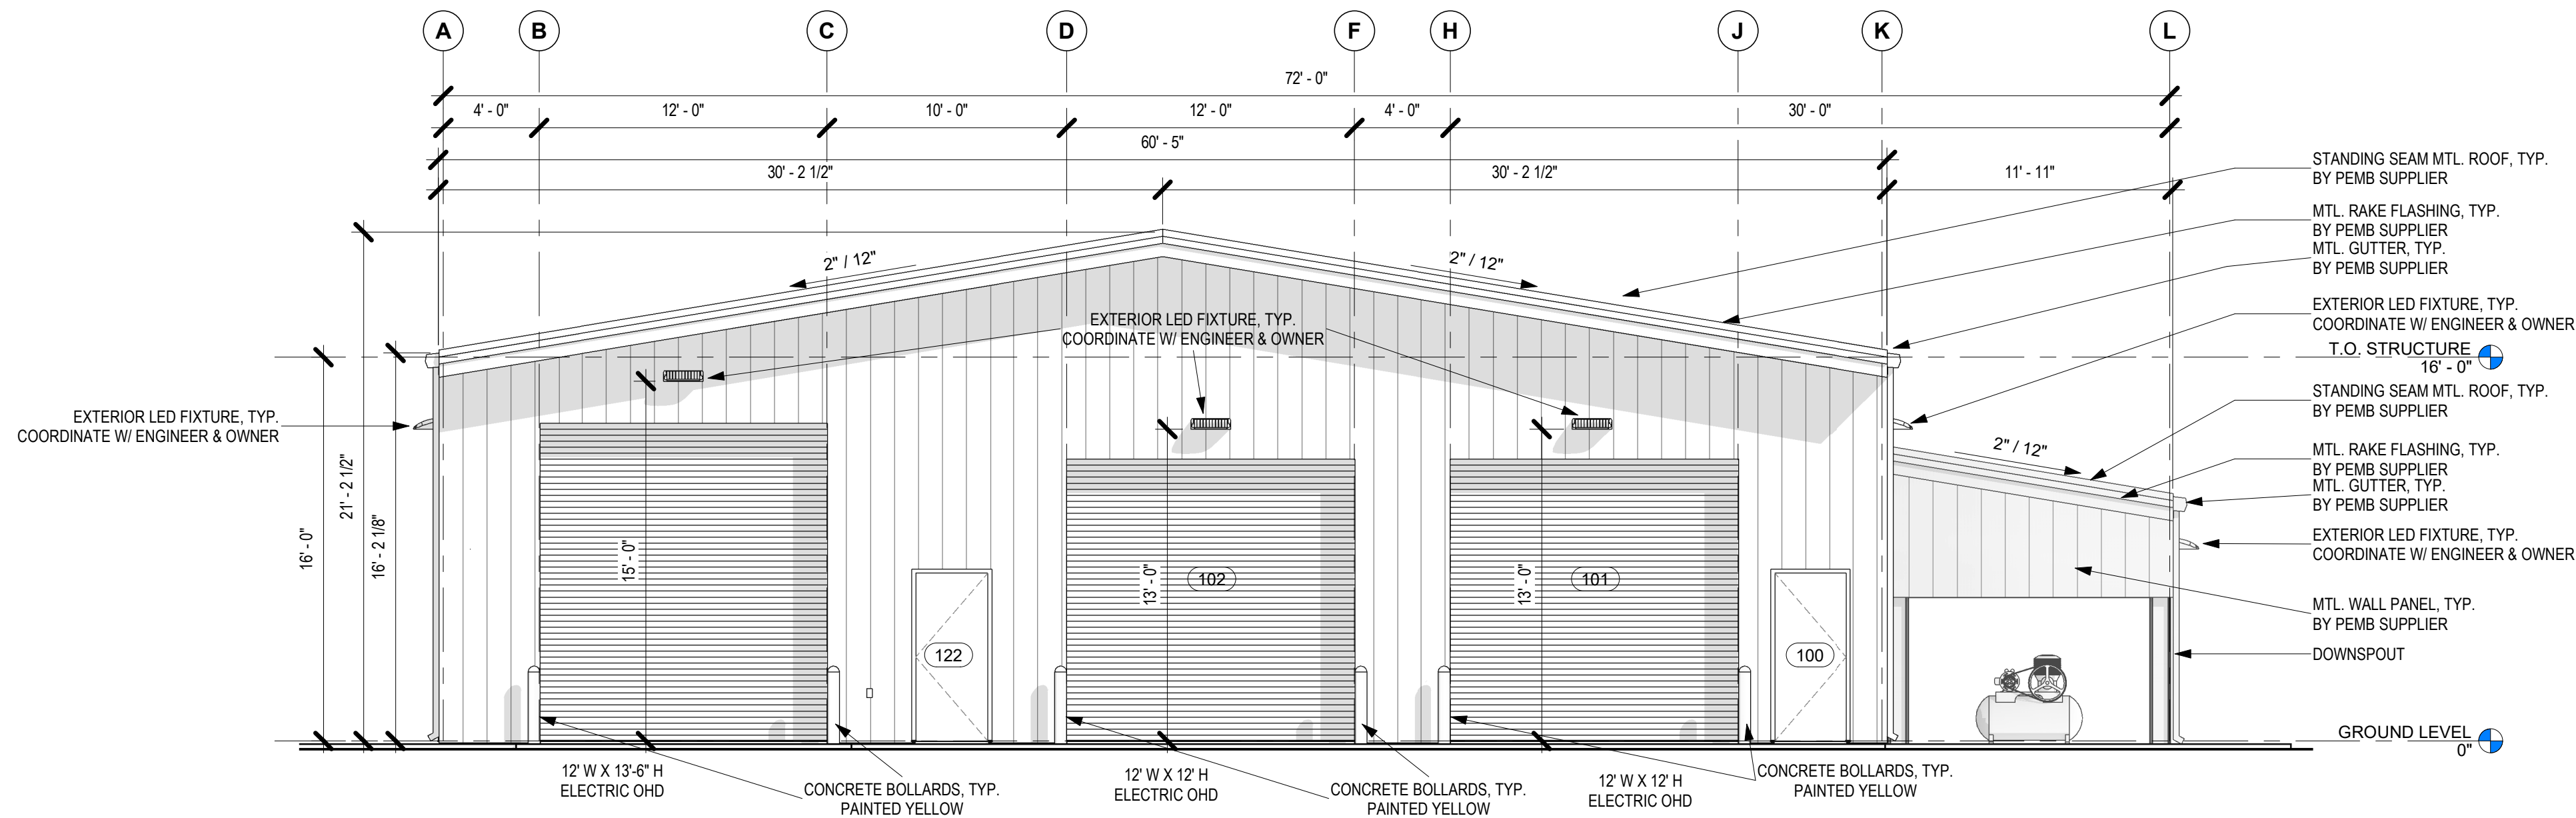 A B C D F H J K L
72' - 0"
4' - 0" 12' - 0" 10' - 0" 12' - 0" 4' - 0" 30' - 0"
60' - 5"
30' - 2 1/2" 30' - 2 1/2" 11' - 11"
STANDING SEAM MTL. ROOF, TYP.
BY PEMB SUPPLIER
MTL. RAKE FLASHING, TYP.
BY PEMB SUPPLIER
MTL. GUTTER, TYP.
BY PEMB SUPPLIER
2" / 12" 2" / 12"
EXTERIOR LED FIXTURE, TYP.
COORDINATE W/ ENGINEER & OWNER
EXTERIOR LED FIXTURE, TYP.
COORDINATE W/ ENGINEER & OWNER
T.O. STRUCTURE
16' - 0"
STANDING SEAM MTL. ROOF, TYP.
BY PEMB SUPPLIER
EXTERIOR LED FIXTURE, TYP.
COORDINATE W/ ENGINEER & OWNER
2" / 12"
MTL. RAKE FLASHING, TYP.
BY PEMB SUPPLIER
MTL. GUTTER, TYP.
BY PEMB SUPPLIER
EXTERIOR LED FIXTURE, TYP.
COORDINATE W/ ENGINEER & OWNER
16' - 0"
21' - 2 1/2"
16' - 2 1/8"
15' - 0"
13' - 0"
102
13' - 0"
101
MTL. WALL PANEL, TYP.
BY PEMB SUPPLIER
122
100
DOWNSPOUT
GROUND LEVEL
0"
12' W X 13'-6" H
ELECTRIC OHD
CONCRETE BOLLARDS, TYP.
PAINTED YELLOW
12' W X 12' H
ELECTRIC OHD
CONCRETE BOLLARDS, TYP.
PAINTED YELLOW
12' W X 12' H
ELECTRIC OHD
CONCRETE BOLLARDS, TYP.
PAINTED YELLOW